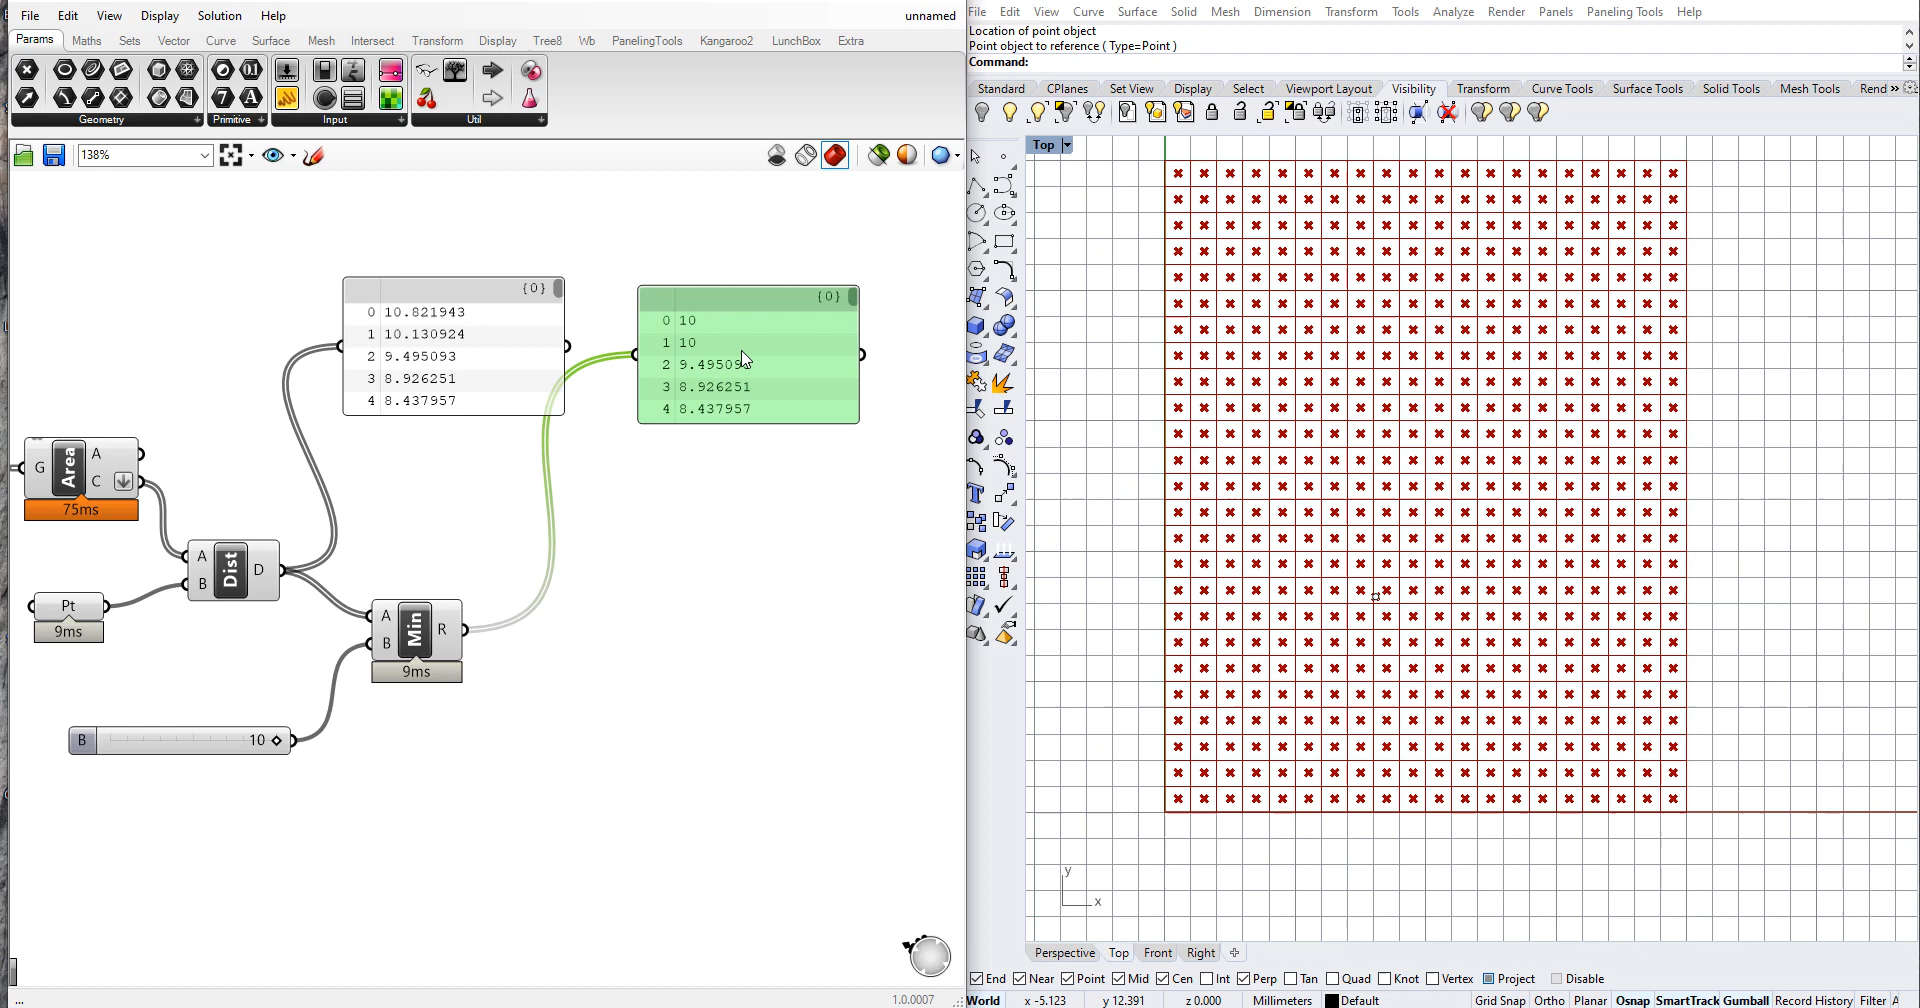 File Edit View Display Solution Help unnamed
Params Maths Sets Vector Curve Surface Mesh Intersect Transform Display Tree8 Wb PanelingTools Kangaroo2 LunchBox Extra
Geometry Primitive Input Util
138%
{0}
0 10.821943
1 10.130924
2 9.495093
3 8.926251
4 8.437957
{0}
0 10
1 10
2 9.49509
3 8.926251
4 8.437957
G Area A C
75ms
A B Dist D
Pt
9ms
A B Min R
9ms
B 10
...
1.0.0007
File Edit View Curve Surface Solid Mesh Dimension Transform Tools Analyze Render Panels Paneling Tools Help
Location of point object
Point object to reference ( Type=Point )
Command:
Standard CPlanes Set View Display Select Viewport Layout Visibility Transform Curve Tools Surface Tools Solid Tools Mesh Tools Rend »
Top
y
x
Perspective Top Front Right
End Near Point Mid Cen Int Perp Tan Quad Knot Vertex Project Disable
World x -5.123 y 12.391 z 0.000 Millimeters Default Grid Snap Ortho Planar Osnap SmartTrack Gumball Record History Filter